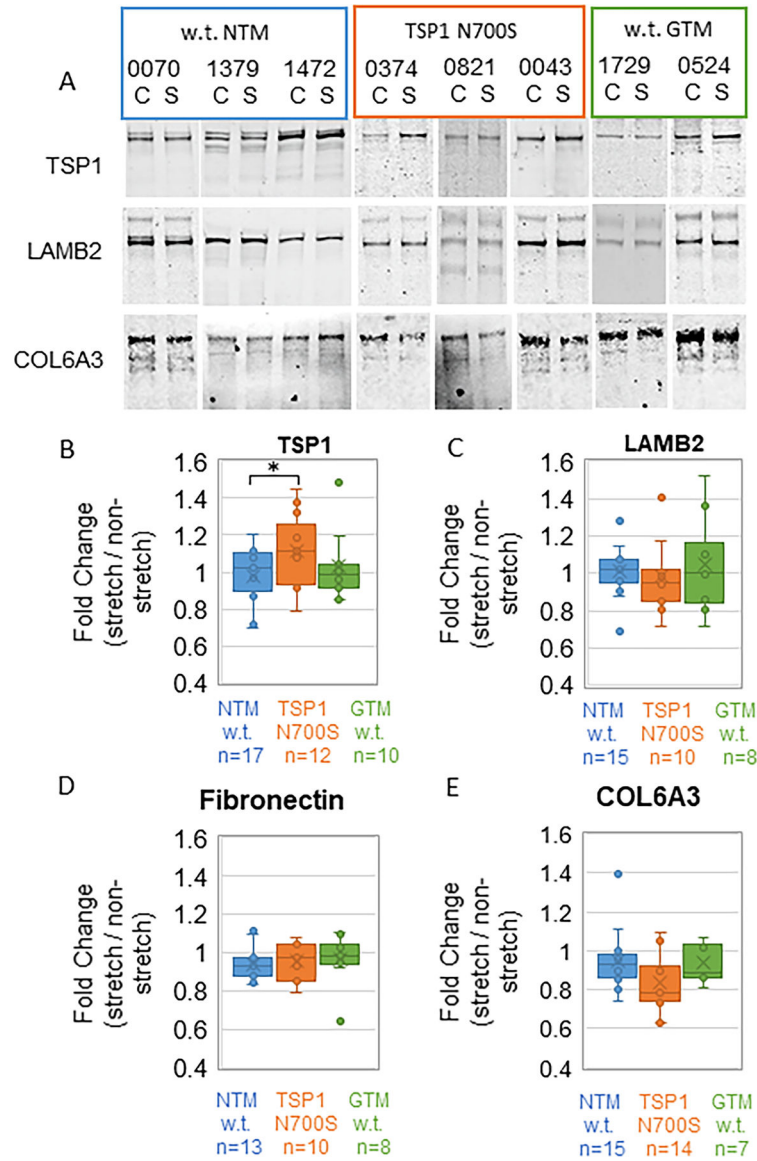 w.t. NTM TSP1 N700S w.t. GTM
A 0070 1379 1472 0374 0821 0043 1729 0524
C S C S C S C S C S C S C S C S
TSP1
LAMB2
COL6A3
B TSP1
Fold Change
(stretch / non-
stretch)
1.6
1.4
1.2
1
0.8
0.6
0.4
*
NTM TSP1 GTM
w.t. N700S w.t.
n=17 n=12 n=10
C LAMB2
Fold Change
(stretch / non-
stretch)
1.6
1.4
1.2
1
0.8
0.6
0.4
NTM TSP1 GTM
w.t. N700S w.t.
n=15 n=10 n=8
D Fibronectin
Fold Change
(stretch / non-
stretch)
1.6
1.4
1.2
1
0.8
0.6
0.4
NTM TSP1 GTM
w.t. N700S w.t.
n=13 n=10 n=8
E COL6A3
Fold Change
(stretch / non-
stretch)
1.6
1.4
1.2
1
0.8
0.6
0.4
NTM TSP1 GTM
w.t. N700S w.t.
n=15 n=14 n=7